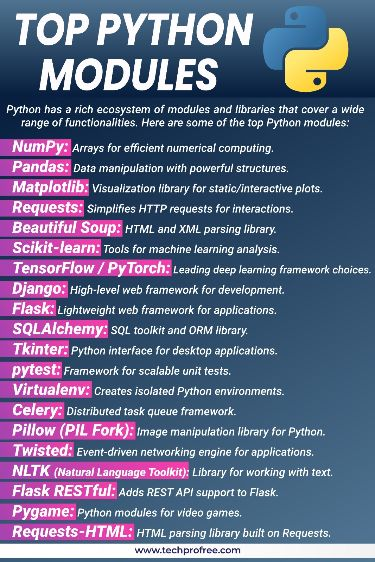 TOP PYTHON
MODULES
Python has a rich ecosystem of modules and libraries that cover a wide
range of functionalities. Here are some of the top Python modules:
NumPy: Arrays for efficient numerical computing.
Pandas: Data manipulation with powerful structures.
Matplotlib: Visualization library for static/interactive plots.
Requests: Simplifies HTTP requests for interactions.
Beautiful Soup: HTML and XML parsing library.
Scikit-learn: Tools for machine learning analysis.
TensorFlow / PyTorch: Leading deep learning framework choices.
Django: High-level web framework for development.
Flask: Lightweight web framework for applications.
SQLAlchemy: SQL toolkit and ORM library.
Tkinter: Python interface for desktop applications.
pytest: Framework for scalable unit tests.
Virtualenv: Creates isolated Python environments.
Celery: Distributed task queue framework.
Pillow (PIL Fork): Image manipulation library for Python.
Twisted: Event-driven networking engine for applications.
NLTK (Natural Language Toolkit): Library for working with text.
Flask RESTful: Adds REST API support to Flask.
Pygame: Python modules for video games.
Requests-HTML: HTML parsing library built on Requests.
www.techprofree.com